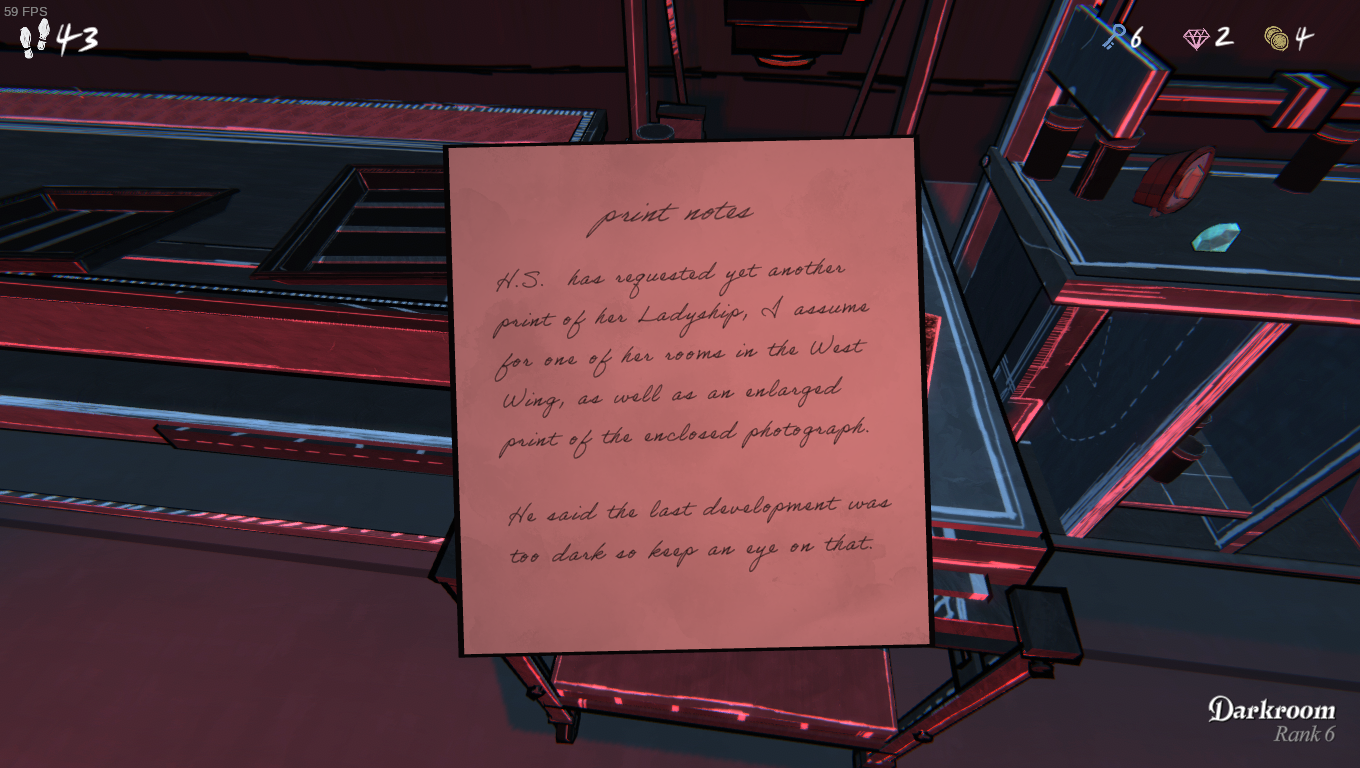 59 FPS
43
6
2
4
print notes
H.S. has requested yet another
print of her Ladyship, I assume
for one of her rooms in the West
Wing, as well as an enlarged
print of the enclosed photograph.
He said the last development was
too dark so keep an eye on that.
Darkroom
Rank 6